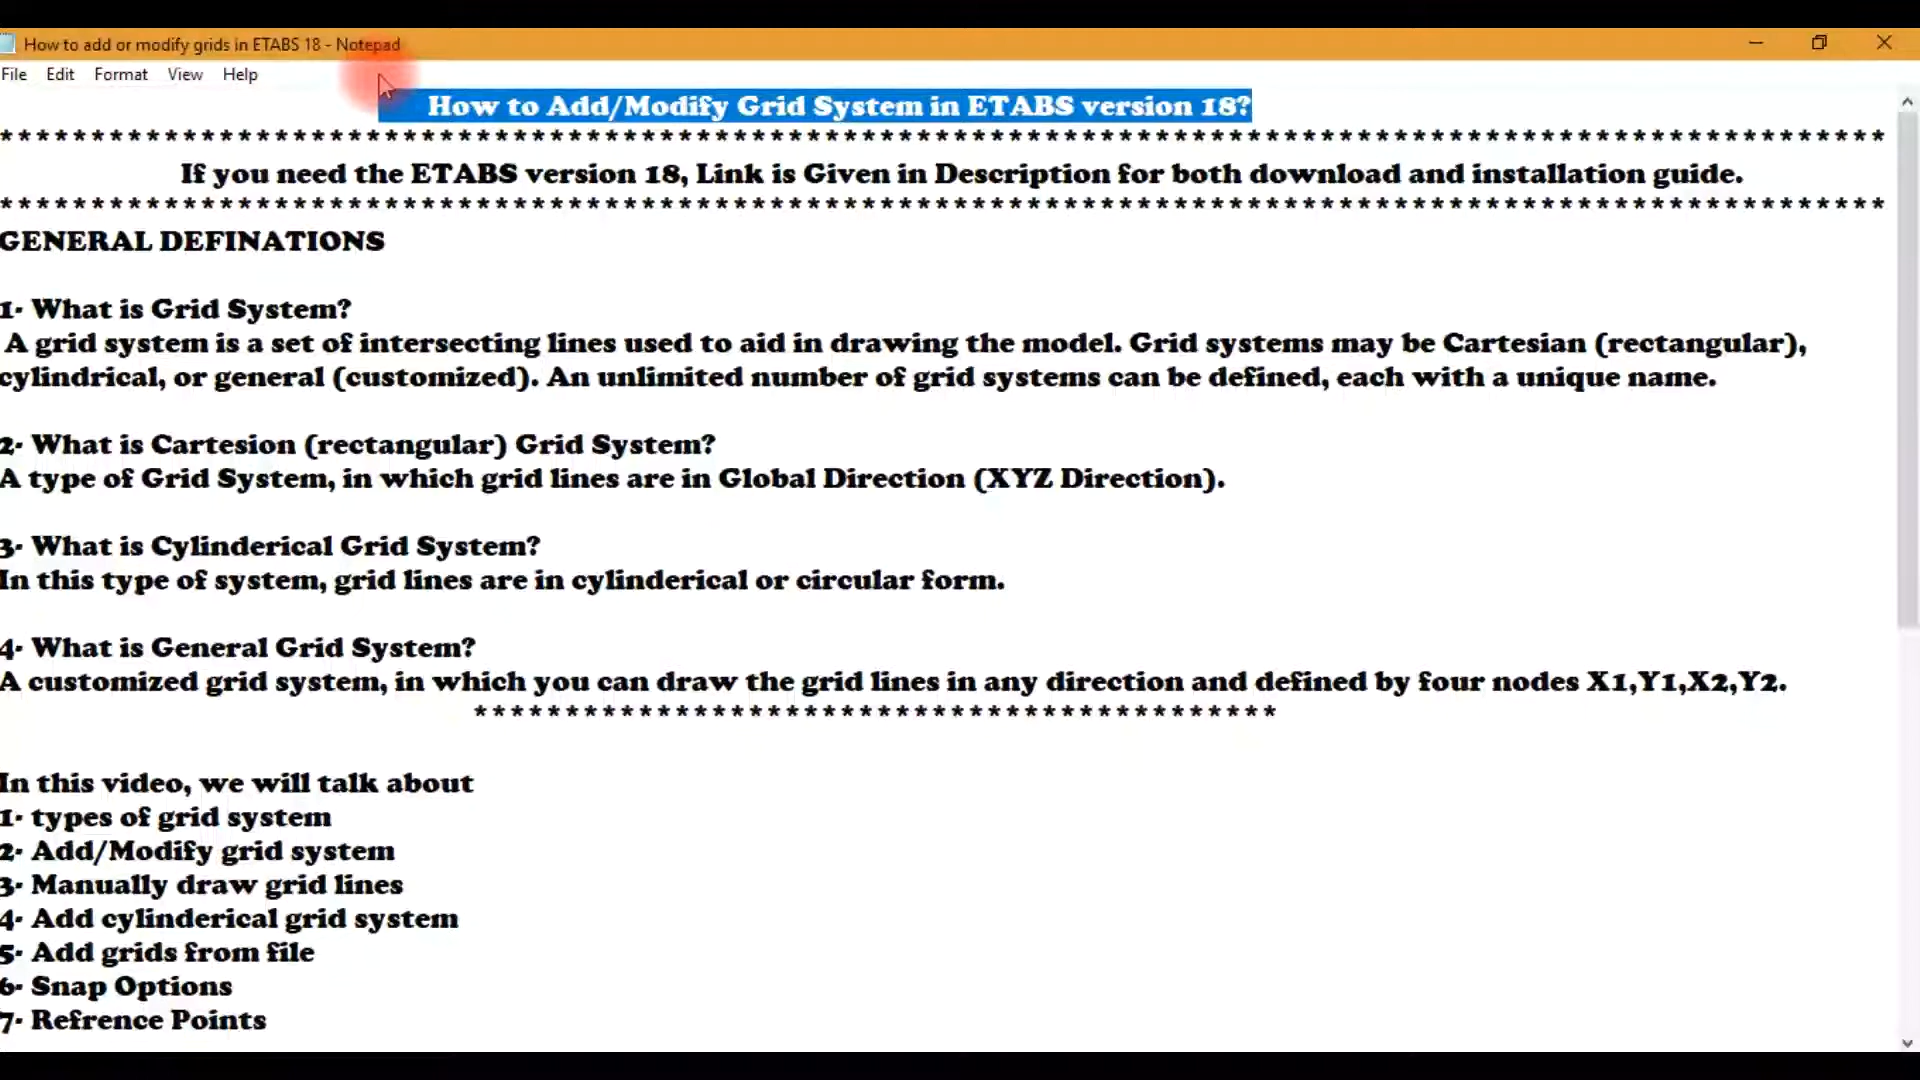 How to add or modify grids in ETABS 18 - Notepad
File Edit Format View Help
How to Add/Modify Grid System in ETABS version 18?
*******************************************************************************************************
If you need the ETABS version 18, Link is Given in Description for both download and installation guide.
*******************************************************************************************************
GENERAL DEFINATIONS
1- What is Grid System?
A grid system is a set of intersecting lines used to aid in drawing the model. Grid systems may be Cartesian (rectangular),
cylindrical, or general (customized). An unlimited number of grid systems can be defined, each with a unique name.
2- What is Cartesion (rectangular) Grid System?
A type of Grid System, in which grid lines are in Global Direction (XYZ Direction).
3- What is Cylinderical Grid System?
In this type of system, grid lines are in cylinderical or circular form.
4- What is General Grid System?
A customized grid system, in which you can draw the grid lines in any direction and defined by four nodes X1,Y1,X2,Y2.
********************************************
In this video, we will talk about
1- types of grid system
2- Add/Modify grid system
3- Manually draw grid lines
4- Add cylinderical grid system
5- Add grids from file
6- Snap Options
7- Refrence Points